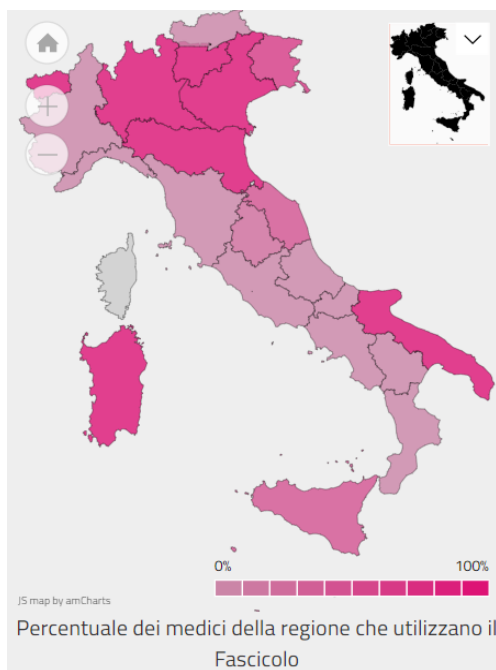 0%
100%
JS map by amCharts
Percentuale dei medici della regione che utilizzano il
Fascicolo